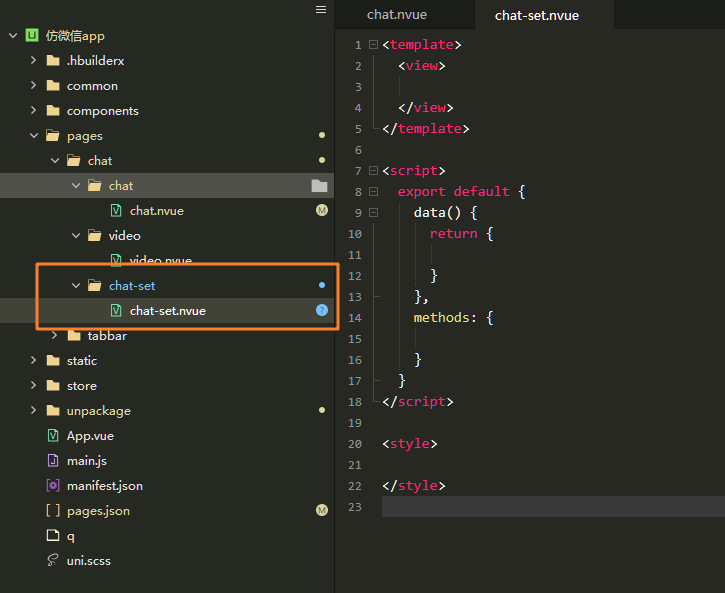 仿微信app
.hbuilderx
common
components
pages
chat
chat
chat.nvue
M
video
video.nvue
chat-set
chat-set.nvue
?
tabbar
static
store
unpackage
App.vue
main.js
manifest.json
pages.json
M
q
uni.scss
chat.nvue
chat-set.nvue
1 <template>
2 <view>
3
4 </view>
5 </template>
6
7 <script>
8 export default {
9 data() {
10 return {
11
12 }
13 },
14 methods: {
15
16 }
17 }
18 </script>
19
20 <style>
21
22 </style>
23